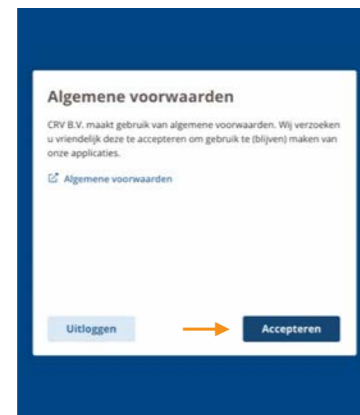 Algemene voorwaarden
CRV B.V. maakt gebruik van algemene voorwaarden. Wij verzoeken
u vriendelijk deze te accepteren om gebruik te (blijven) maken van
onze applicaties.
Algemene voorwaarden
Uitloggen
Accepteren